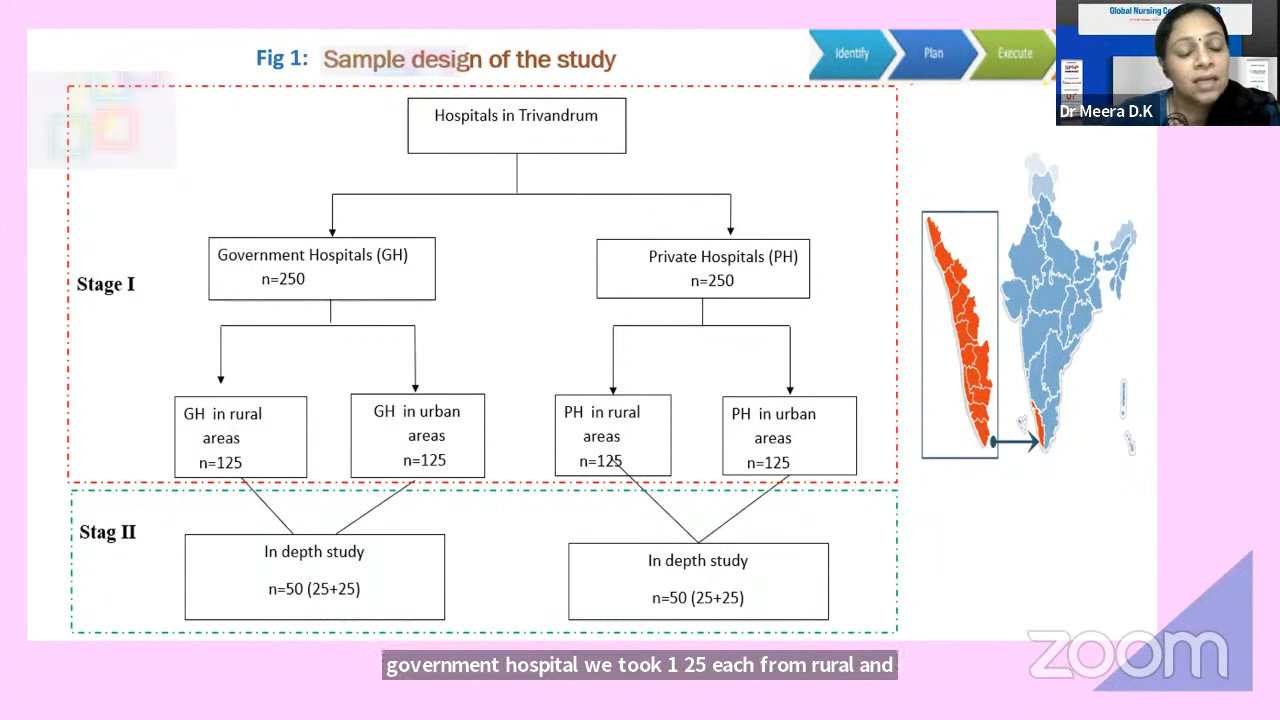 Fig 1: Sample design of the study
Identify
Plan
Execute
Global Nursing
Dr Meera D.K
Hospitals in Trivandrum
Government Hospitals (GH)
n=250
Private Hospitals (PH)
n=250
Stage I
GH in rural
areas
n=125
GH in urban
areas
n=125
PH in rural
areas
n=125
PH in urban
areas
n=125
Stag II
In depth study
n=50 (25+25)
In depth study
n=50 (25+25)
zoom
government hospital we took 1 25 each from rural and